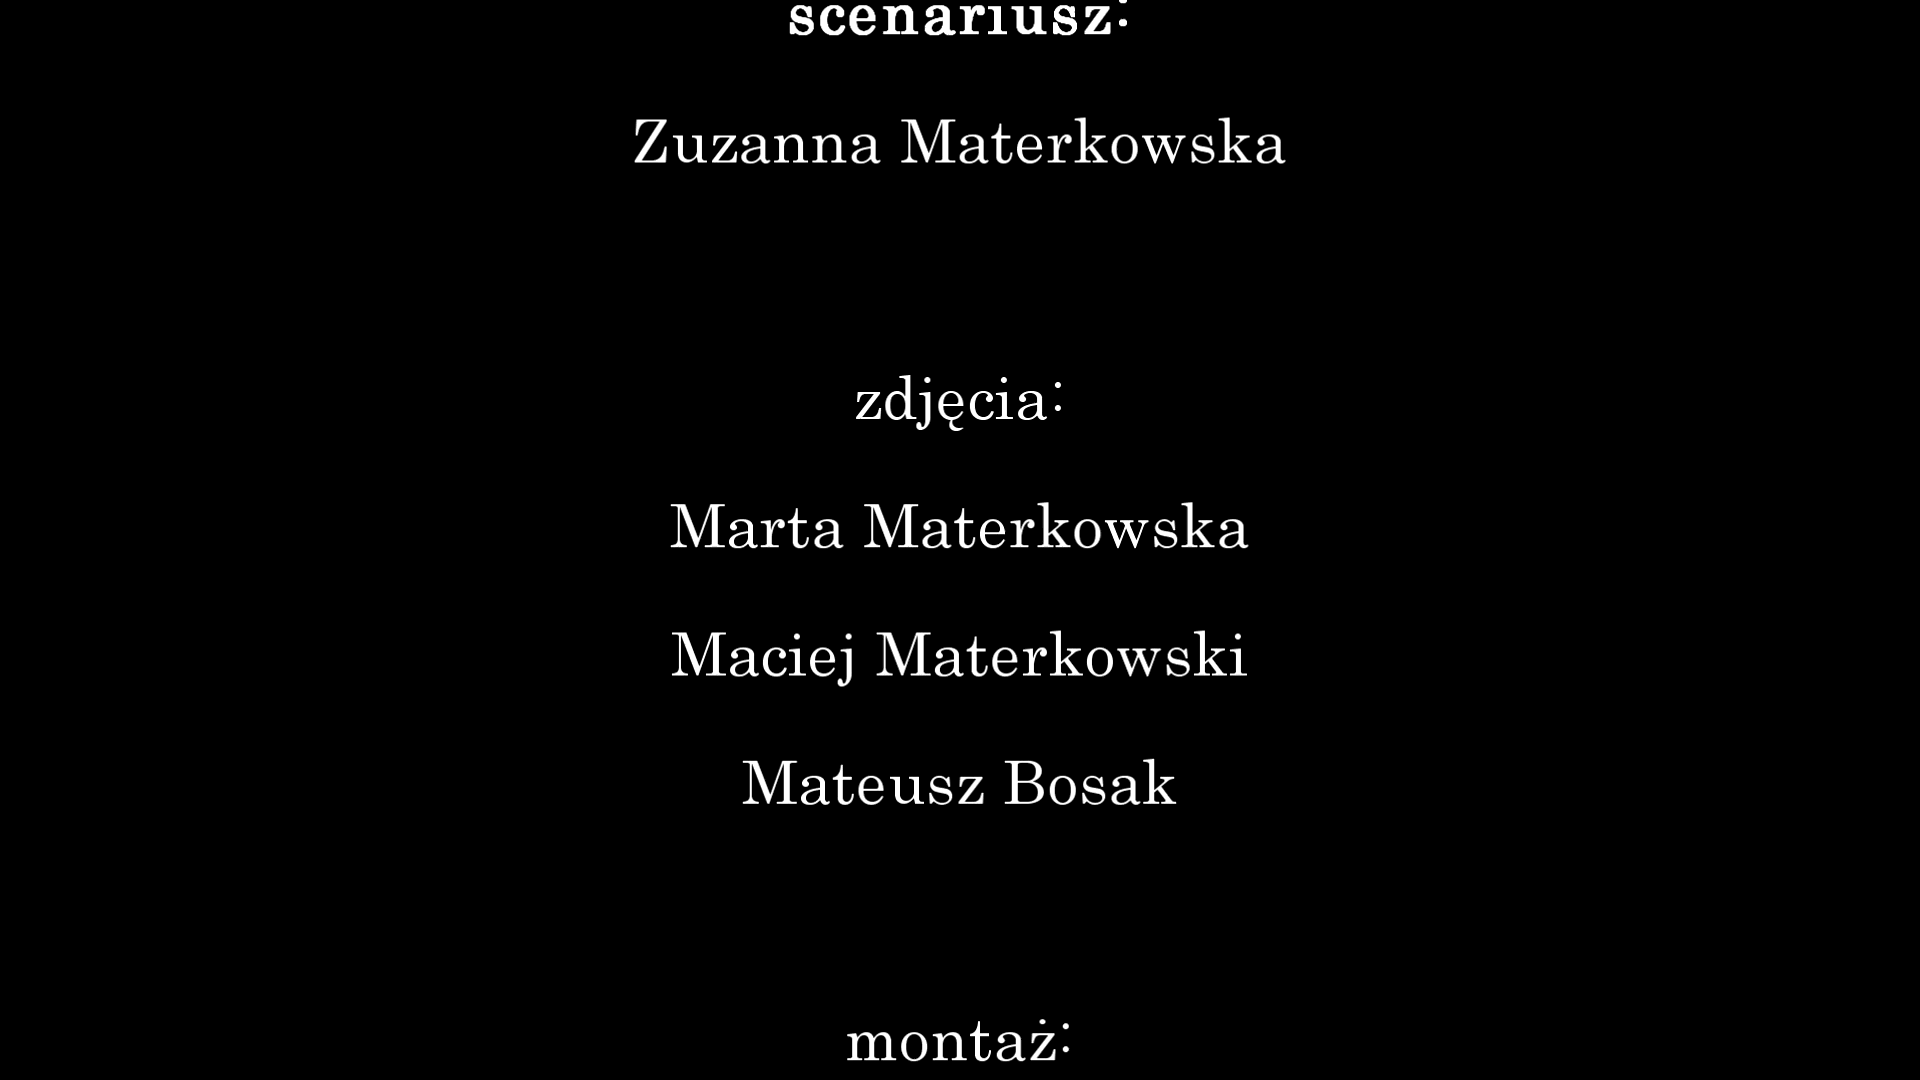 scenariusz:
Zuzanna Materkowska
zdjęcia:
Marta Materkowska
Maciej Materkowski
Mateusz Bosak
montaż: